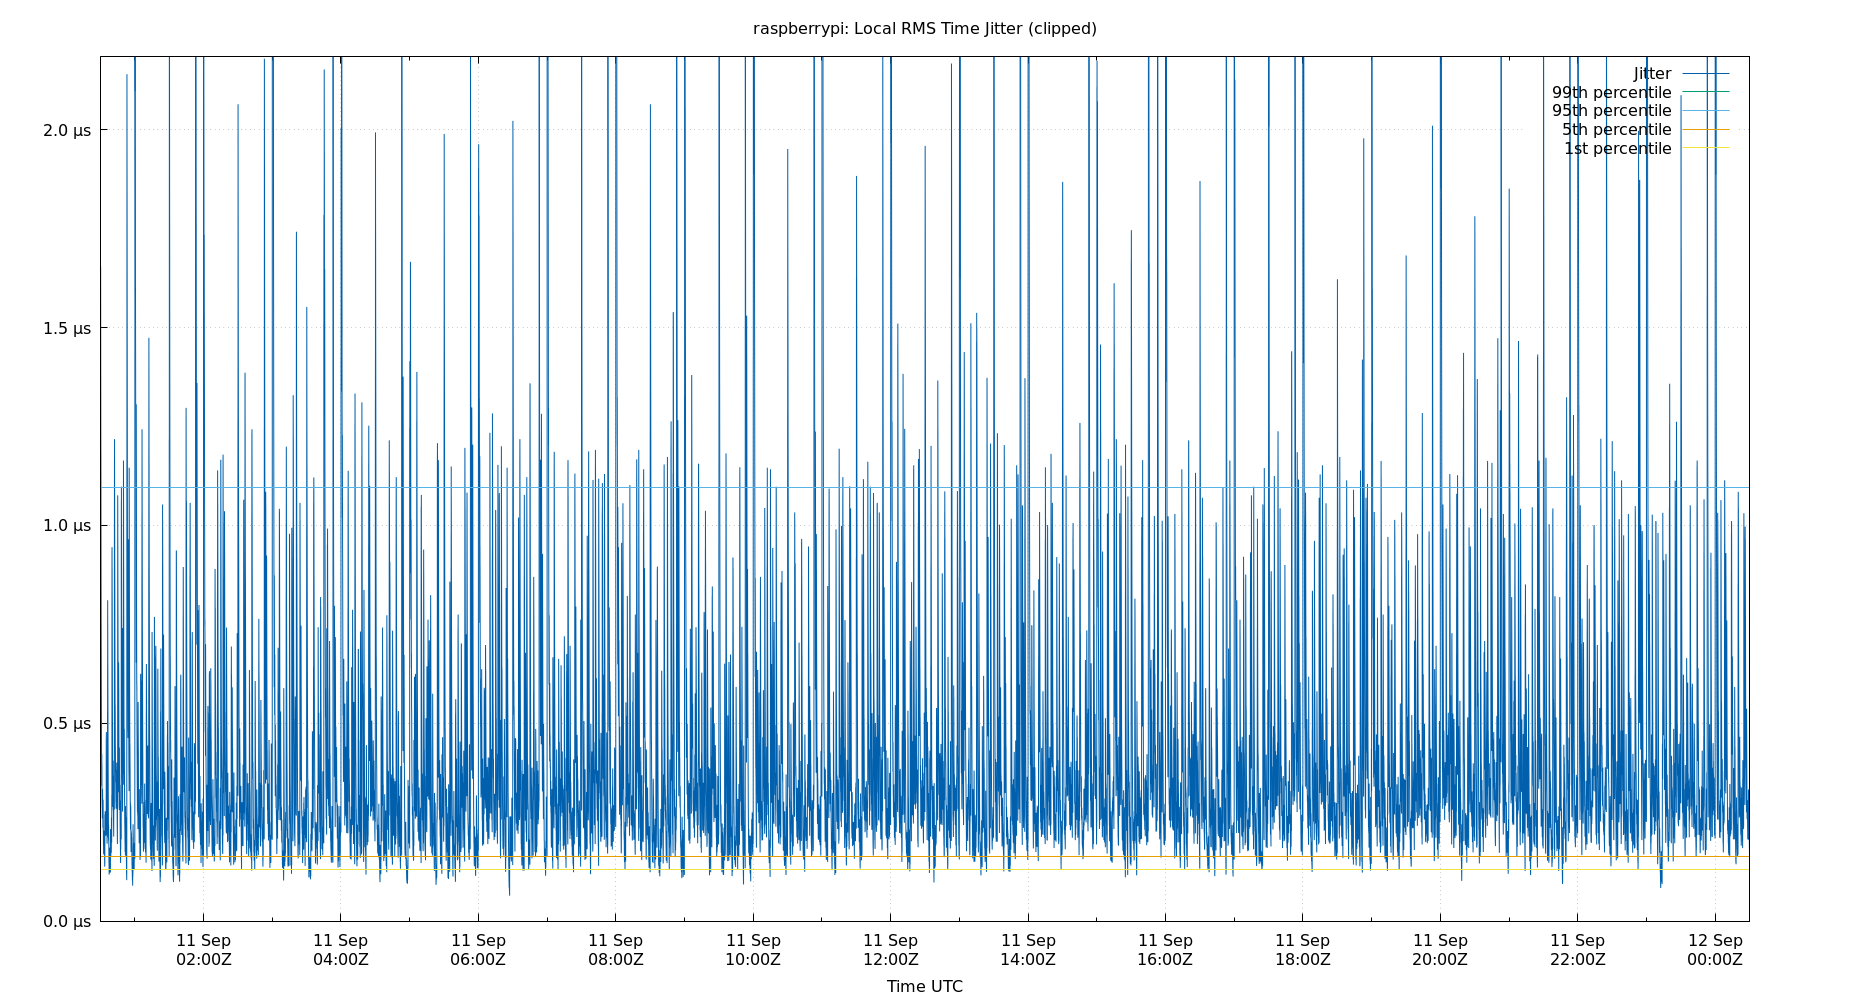 raspberrypi: Local RMS Time Jitter (clipped)
Jitter
99th percentile
95th percentile
5th percentile
1st percentile
2.0 µs
1.5 µs
1.0 µs
0.5 µs
0.0 µs
11 Sep 11 Sep 11 Sep 11 Sep 11 Sep 11 Sep 11 Sep 11 Sep 11 Sep 11 Sep 11 Sep 12 Sep
02:00Z 04:00Z 06:00Z 08:00Z 10:00Z 12:00Z 14:00Z 16:00Z 18:00Z 20:00Z 22:00Z 00:00Z
Time UTC